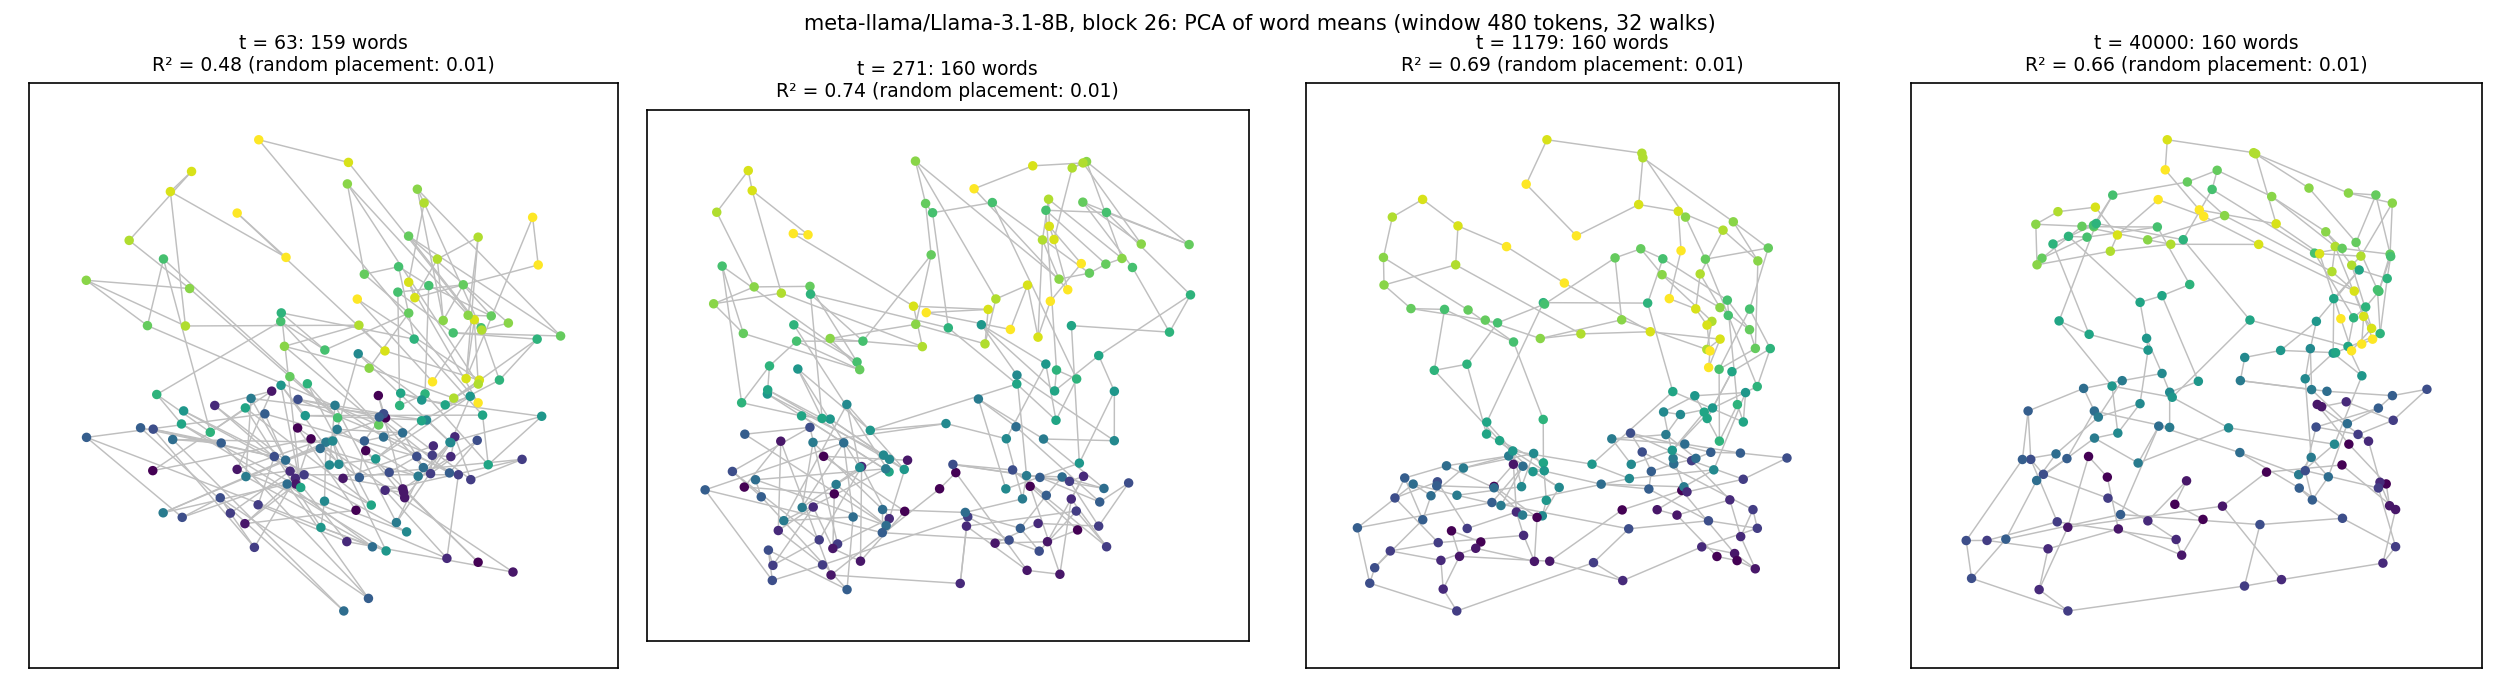 meta-llama/Llama-3.1-8B, block 26: PCA of word means (window 480 tokens, 32 walks)
t = 63: 159 words
R² = 0.48 (random placement: 0.01)
t = 271: 160 words
R² = 0.74 (random placement: 0.01)
t = 1179: 160 words
R² = 0.69 (random placement: 0.01)
t = 40000: 160 words
R² = 0.66 (random placement: 0.01)